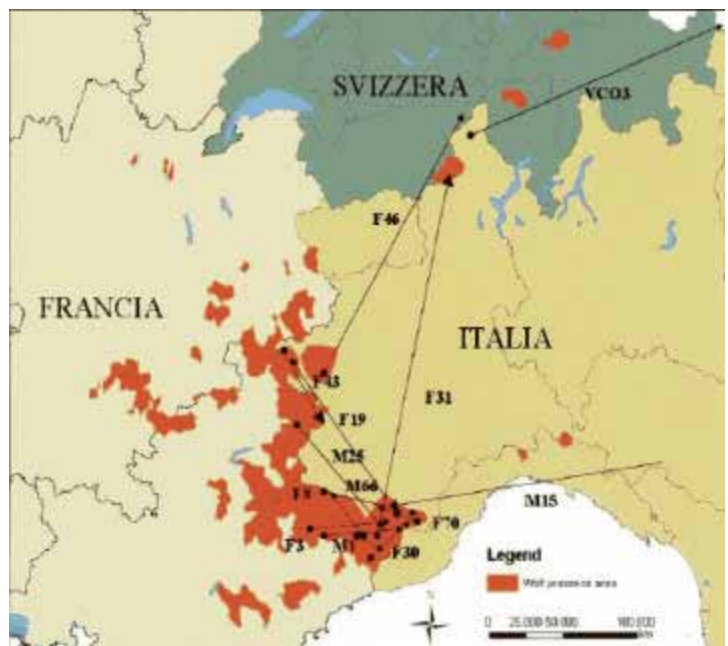 SVIZZERA
VCO3
F46
FRANCIA
ITALIA
F43
F31
F19
M25
M66
M15
F70
F3
M1
F30
Legend
Wolf presence area
N
0 25.000 50.000 100.000
km